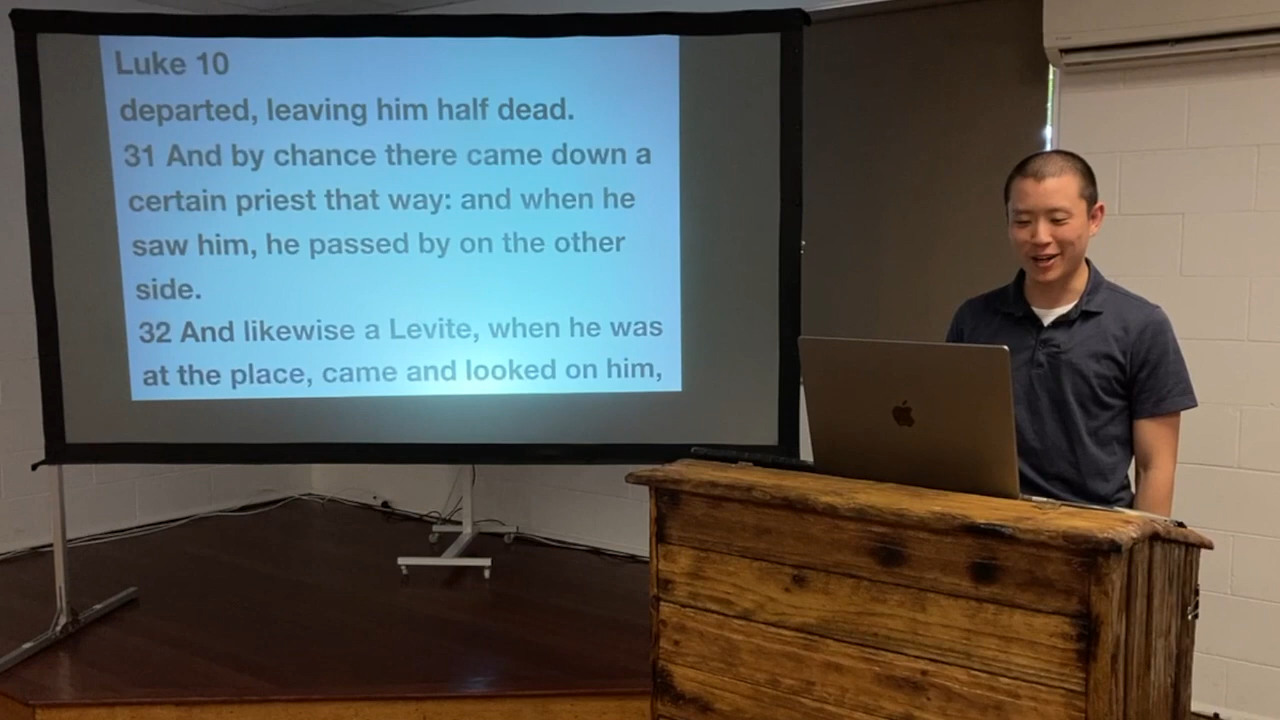 Luke 10
departed, leaving him half dead.
31 And by chance there came down a
certain priest that way: and when he
saw him, he passed by on the other
side.
32 And likewise a Levite, when he was
at the place, came and looked on him,